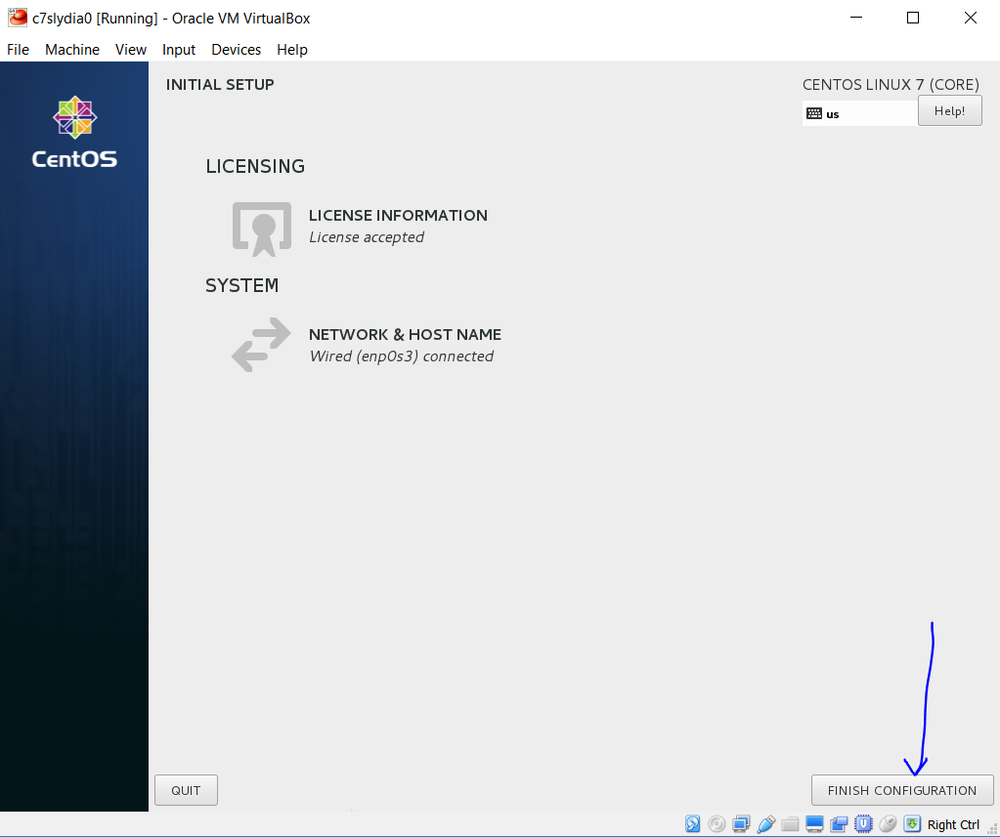 c7slydia0 [Running] - Oracle VM VirtualBox
File Machine View Input Devices Help
INITIAL SETUP
CENTOS LINUX 7 (CORE)
us
Help!
CentOS
LICENSING
LICENSE INFORMATION
License accepted
SYSTEM
NETWORK & HOST NAME
Wired (enp0s3) connected
QUIT
FINISH CONFIGURATION
Right Ctrl